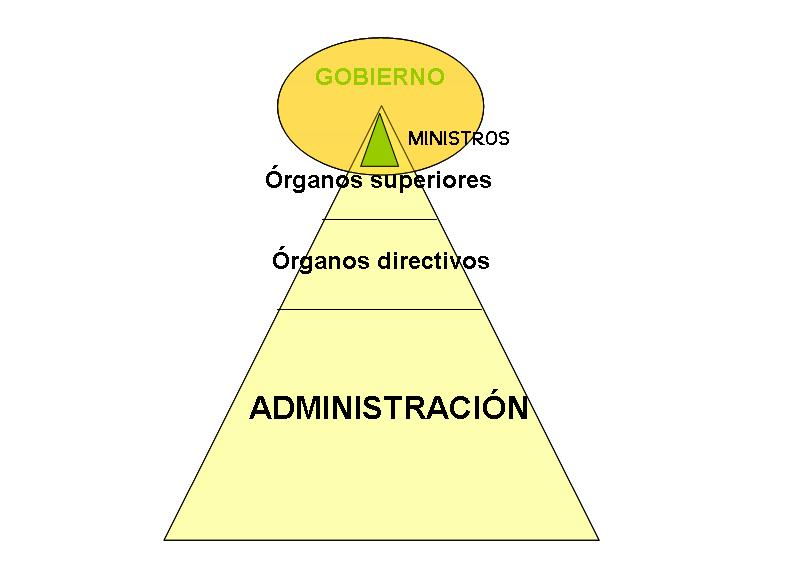 GOBIERNO
MINISTROS
Órganos superiores
Órganos directivos
ADMINISTRACIÓN